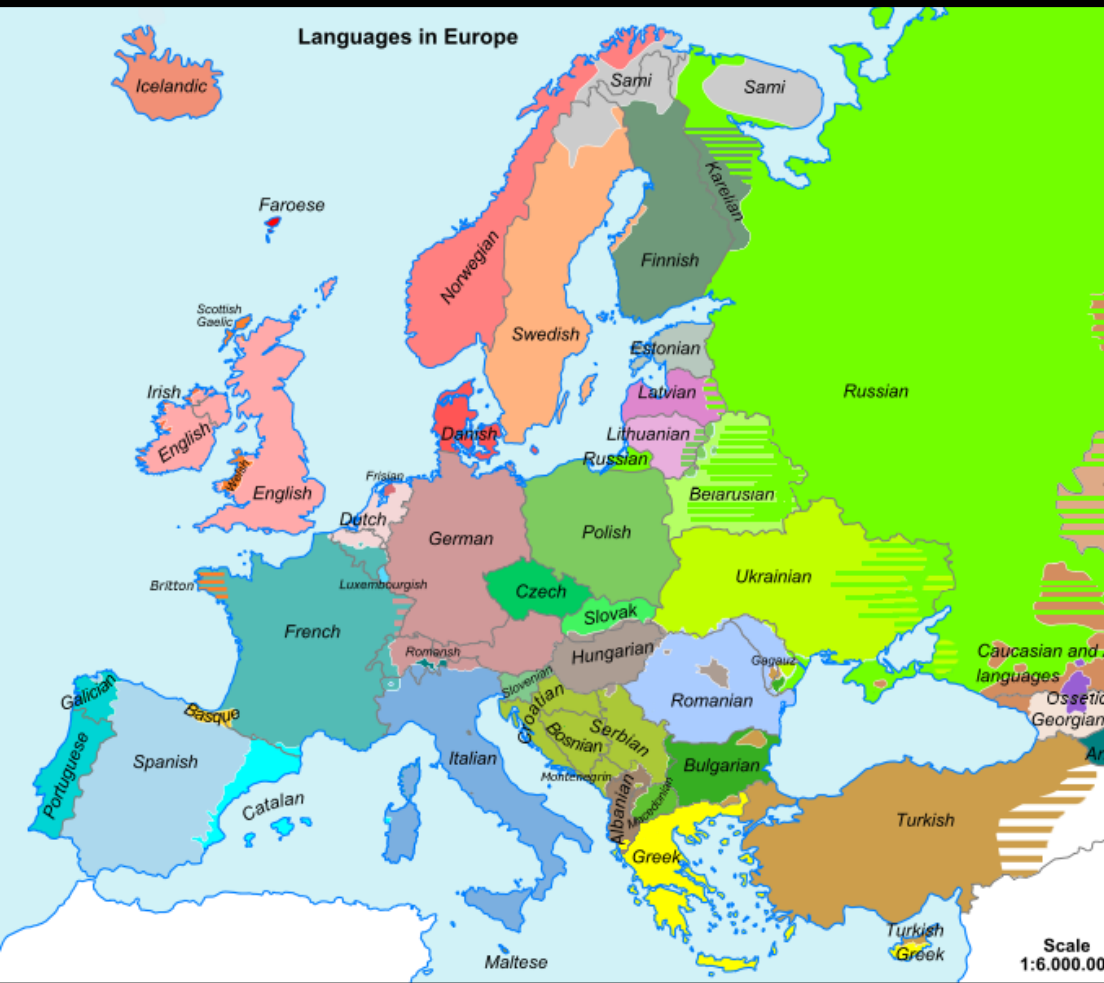 Languages in Europe
Icelandic
Sami
Sami
Faroese
Karelian
Norwegian
Finnish
Scottish
Gaelic
Swedish
Estonian
Irish
Latvian
Russian
English
Danish
Lithuanian
Russian
Welsh
English
Frisian
Belarusian
Dutch
German
Polish
Britton
Luxembourgish
Czech
Ukrainian
Slovak
French
Romansh
Hungarian
Caucasian and
languages
Gagauz
Galician
Slovenian
Romanian
Ossetic
Basque
Croatian
Georgian
Serbian
Bosnian
Portuguese
Spanish
Italian
Bulgarian
Montenegrin
Catalan
Albanian
Macedonian
Turkish
Greek
Turkish
Greek
Maltese
Scale
1:6.000.00